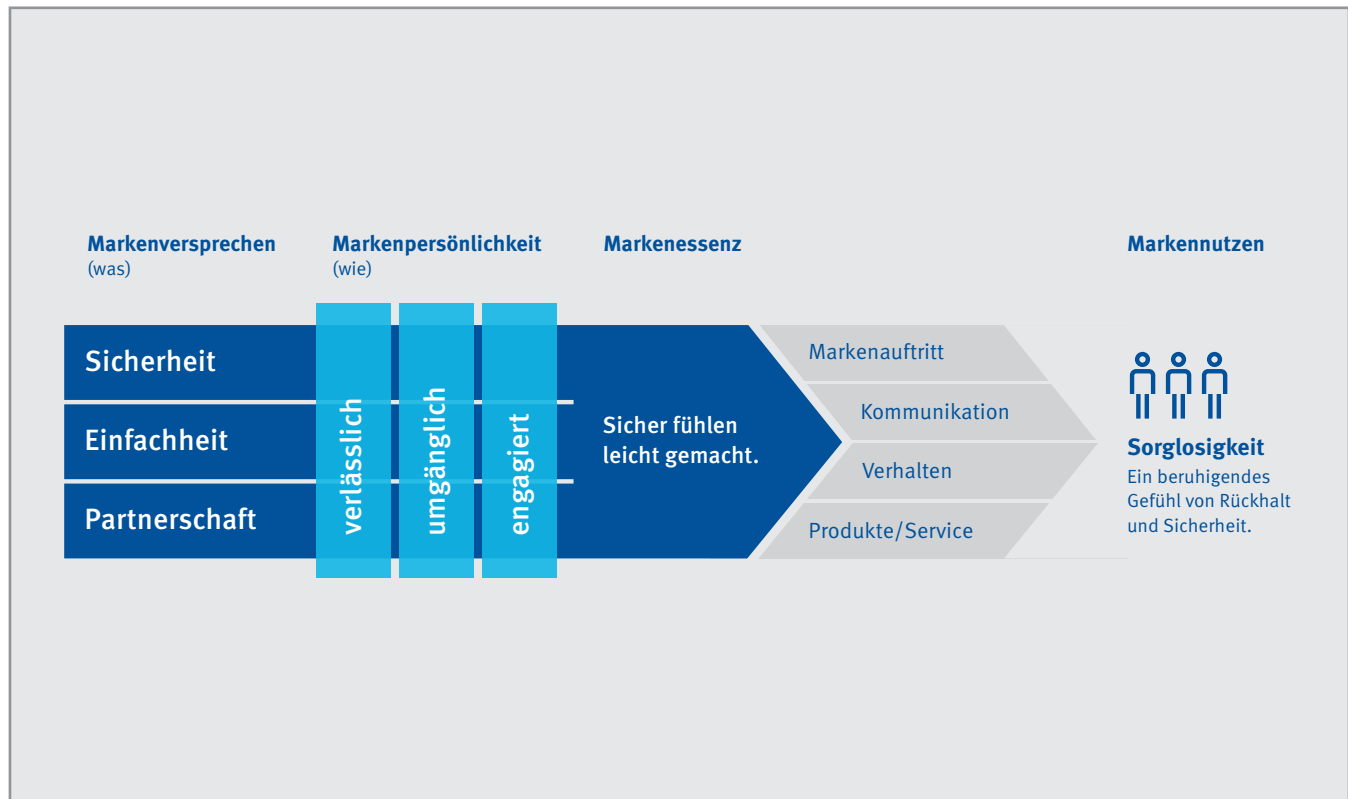 Markenversprechen
(was)
Markenpersönlichkeit
(wie)
Markenessenz
Markennutzen
Sicherheit
Einfachheit
Partnerschaft
verlässlich
umgänglich
engagiert
Sicher fühlen
leicht gemacht.
Markenauftritt
Kommunikation
Verhalten
Produkte/Service
Sorglosigkeit
Ein beruhigendes
Gefühl von Rückhalt
und Sicherheit.